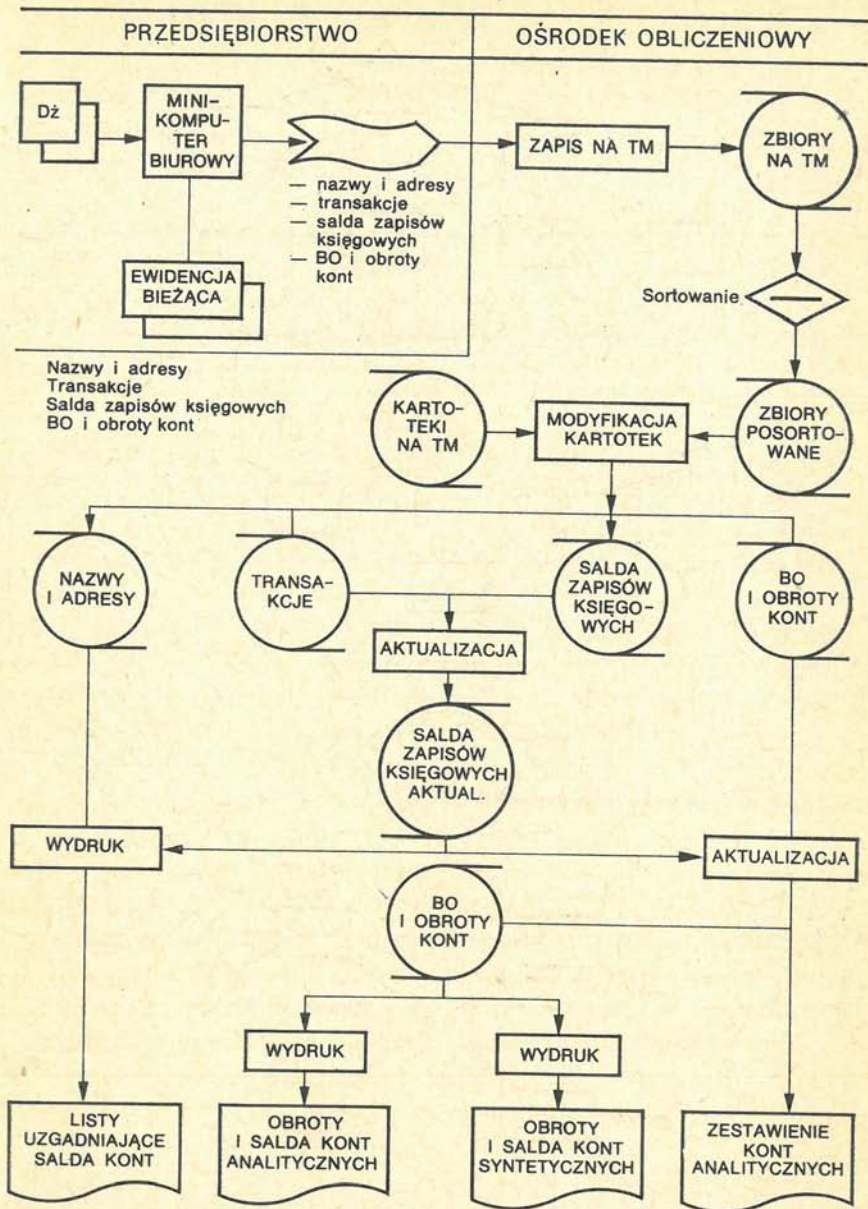 PRZEDSIĘBIORSTWO
OŚRODEK OBLICZENIOWY
Dż
MINI-
KOMPU-
TER
BIUROWY
— nazwy i adresy
— transakcje
— salda zapisów
księgowych
— BO i obroty
kont
EWIDENCJA
BIEŻĄCA
ZAPIS NA TM
ZBIORY
NA TM
Sortowanie
Nazwy i adresy
Transakcje
Salda zapisów księgowych
BO i obroty kont
KARTO-
TEKI
NA TM
MODYFIKACJA
KARTOTEK
ZBIORY
POSORTO-
WANE
NAZWY
I ADRESY
TRANSA-
KCJE
SALDA
ZAPISÓW
KSIĘGO-
WYCH
BO
I OBROTY
KONT
AKTUALIZACJA
SALDA
ZAPISÓW
KSIĘGOWYCH
AKTUAL.
WYDRUK
AKTUALIZACJA
BO
I OBROTY
KONT
WYDRUK
WYDRUK
LISTY
UZGADNIAJĄCE
SALDA KONT
OBROTY
I SALDA KONT
ANALITYCZNYCH
OBROTY
I SALDA KONT
SYNTETYCZNYCH
ZESTAWIENIE
KONT
ANALITYCZNYCH